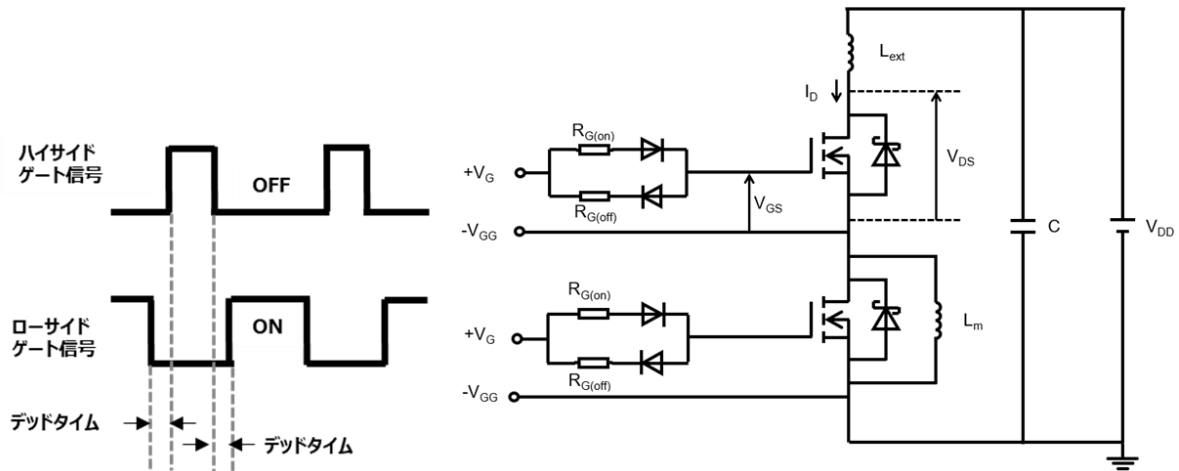 ハイサイド
ゲート信号
OFF
ローサイド
ゲート信号
ON
デッドタイム
デッドタイム
L_ext
I_D
R_G(on)
+V_G
R_G(off)
V_GS
-V_GG
V_DS
C
V_DD
R_G(on)
+V_G
R_G(off)
-V_GG
L_m